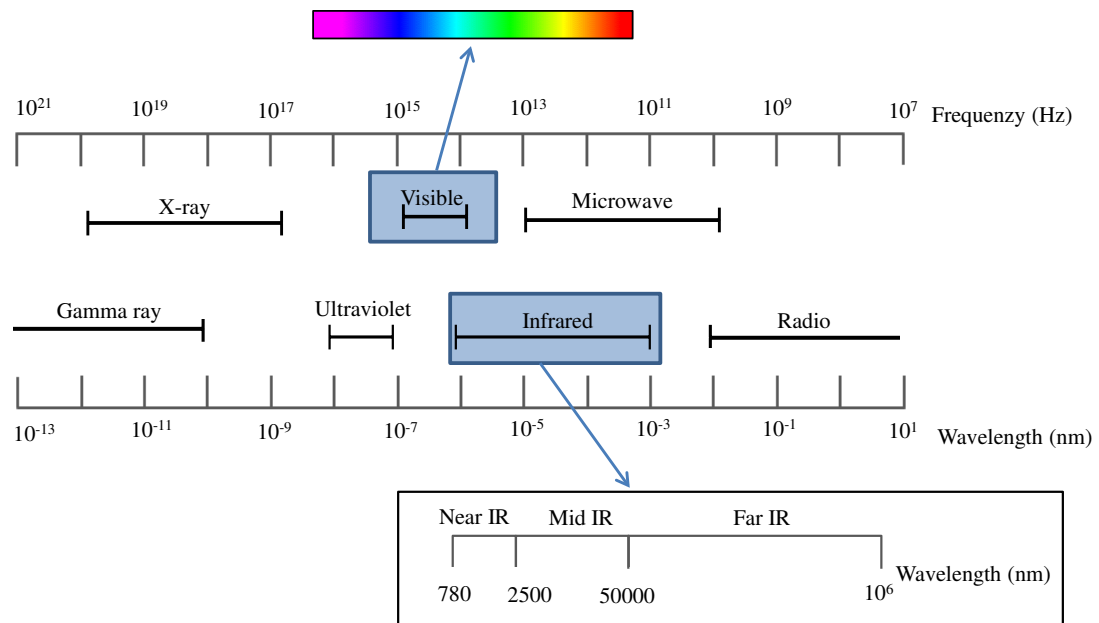 10²¹ 10¹⁹ 10¹⁷ 10¹⁵ 10¹³ 10¹¹ 10⁹ 10⁷ Frequenzy (Hz)
X-ray Visible Microwave
Gamma ray Ultraviolet Infrared Radio
10⁻¹³ 10⁻¹¹ 10⁻⁹ 10⁻⁷ 10⁻⁵ 10⁻³ 10⁻¹ 10¹ Wavelength (nm)
Near IR Mid IR Far IR
780 2500 50000 10⁶ Wavelength (nm)